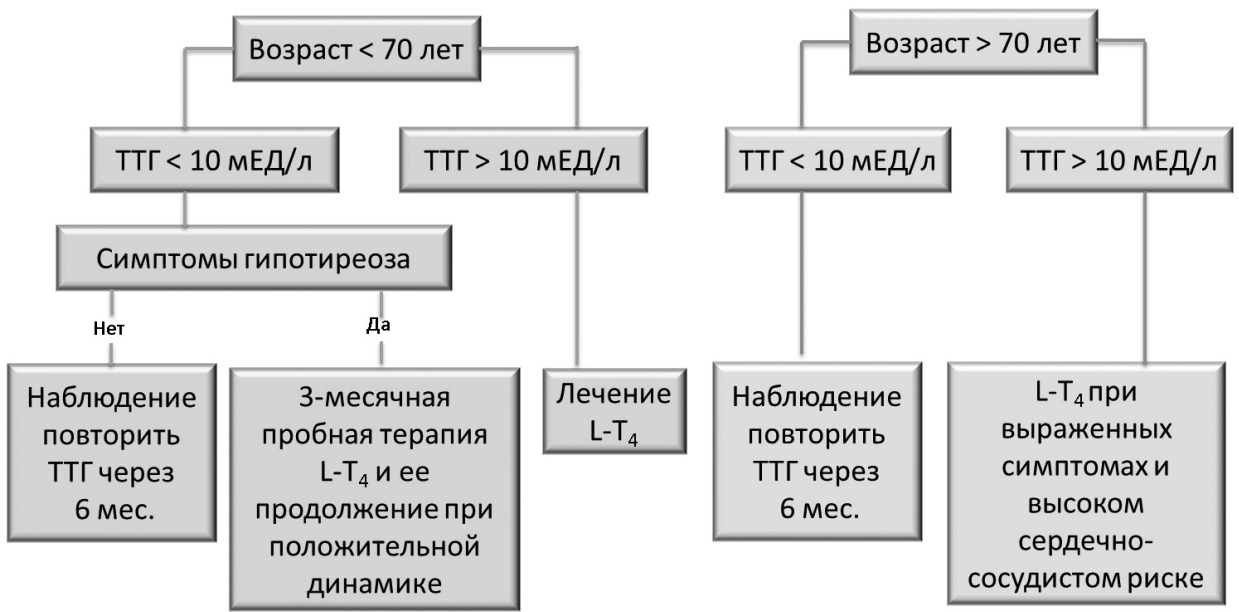 Возраст < 70 лет
ТТГ < 10 мЕД/л
ТТГ > 10 мЕД/л
Симптомы гипотиреоза
Нет
Да
Наблюдение
повторить
ТТГ через
6 мес.
3-месячная
пробная терапия
L-T₄ и ее
продолжение при
положительной
динамике
Лечение
L-T₄
Возраст > 70 лет
ТТГ < 10 мЕД/л
ТТГ > 10 мЕД/л
Наблюдение
повторить
ТТГ через
6 мес.
L-T₄ при
выраженных
симптомах и
высоком
сердечно-
сосудистом риске